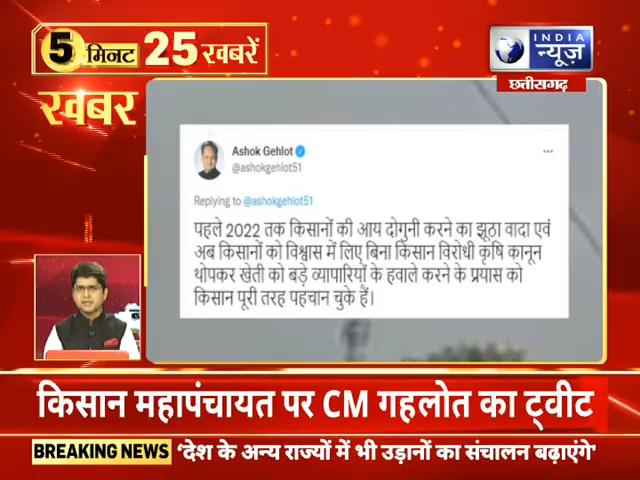 5 मिनट 25 खबरें
INDIA
न्यूज़
छत्तीसगढ़
खबर
Ashok Gehlot
@ashokgehlot51
Replying to @ashokgehlot51
पहले 2022 तक किसानों की आय दोगुनी करने का झूठा वादा एवं
अब किसानों को विश्वास में लिए बिना किसान विरोधी कृषि कानून
थोपकर खेती को बड़े व्यापारियों के हवाले करने के प्रयास को
किसान पूरी तरह पहचान चुके हैं।
किसान महापंचायत पर CM गहलोत का ट्वीट
BREAKING NEWS 'देश के अन्य राज्यों में भी उड़ानों का संचालन बढ़ाएंगे'